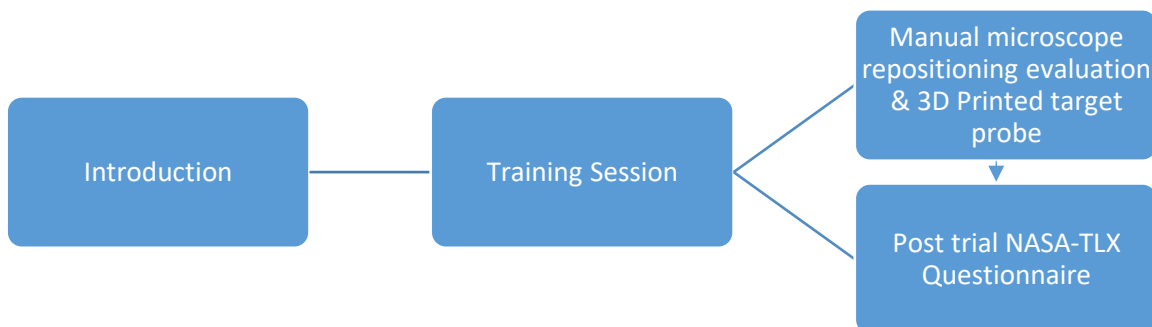 Introduction
Training Session
Manual microscope
repositioning evaluation
& 3D Printed target
probe
Post trial NASA-TLX
Questionnaire